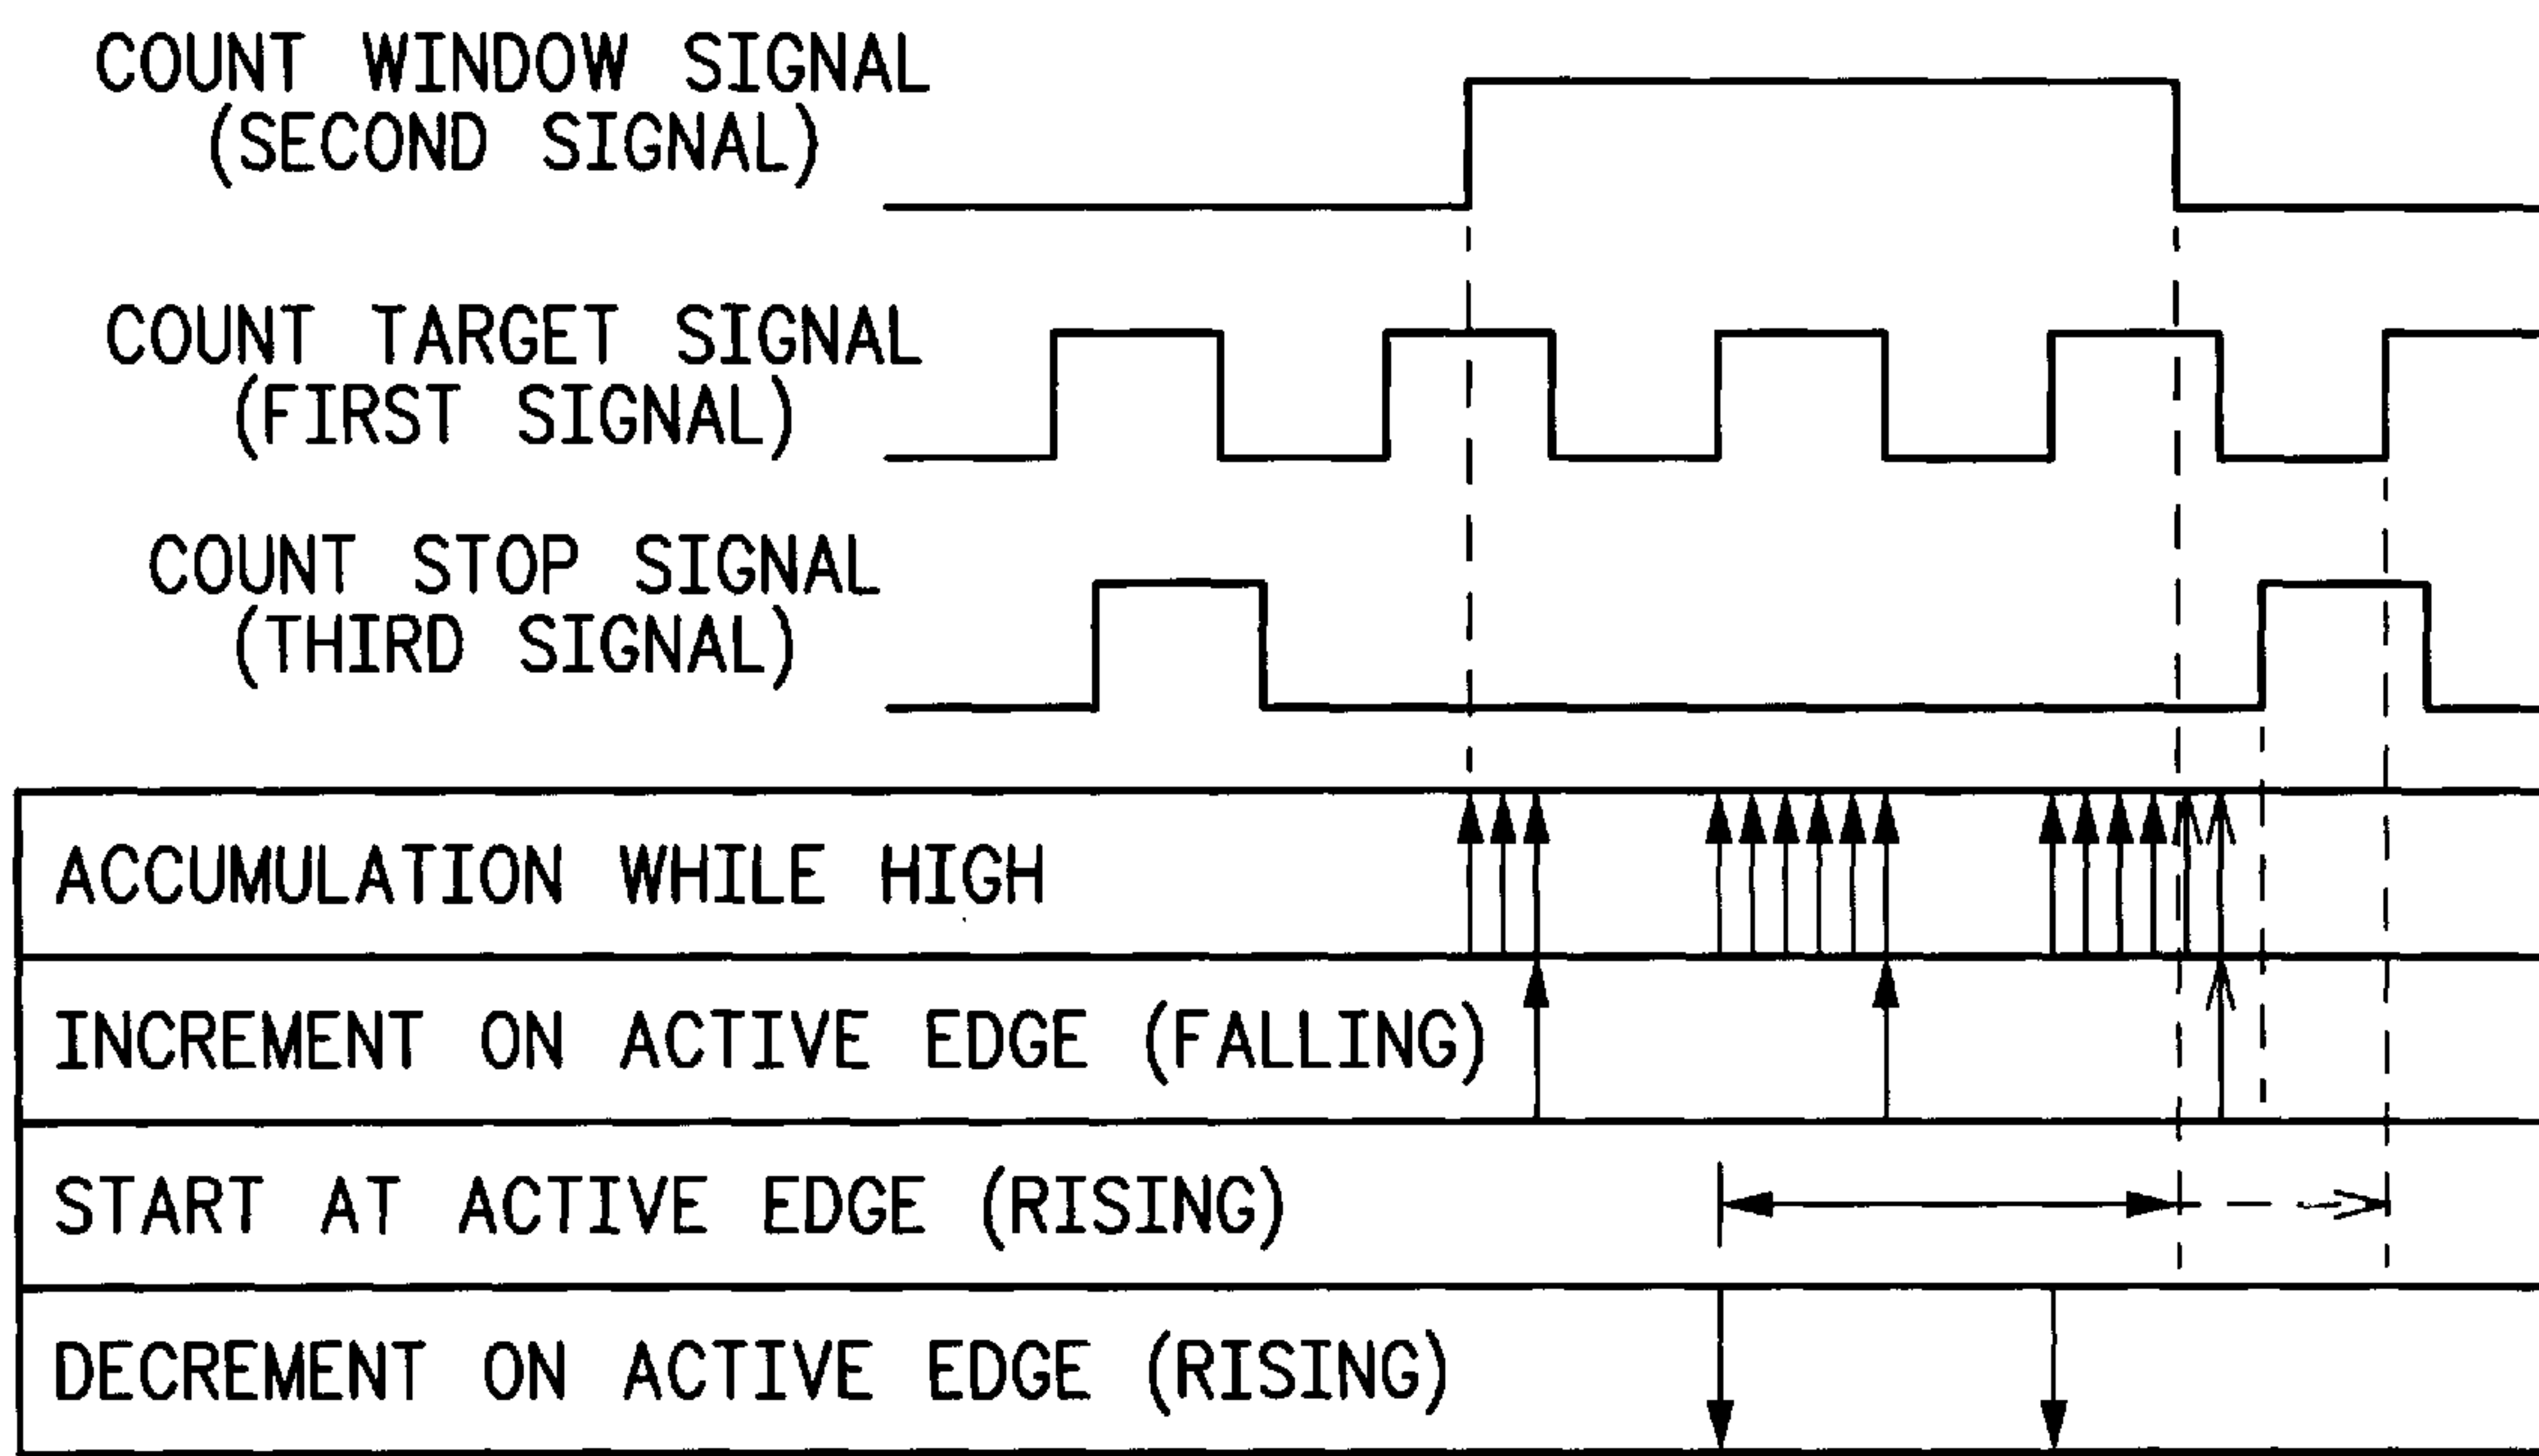 COUNT WINDOW SIGNAL
(SECOND SIGNAL)
COUNT TARGET SIGNAL
(FIRST SIGNAL)
COUNT STOP SIGNAL
(THIRD SIGNAL)
ACCUMULATION WHILE HIGH
INCREMENT ON ACTIVE EDGE (FALLING)
START AT ACTIVE EDGE (RISING)
DECREMENT ON ACTIVE EDGE (RISING)